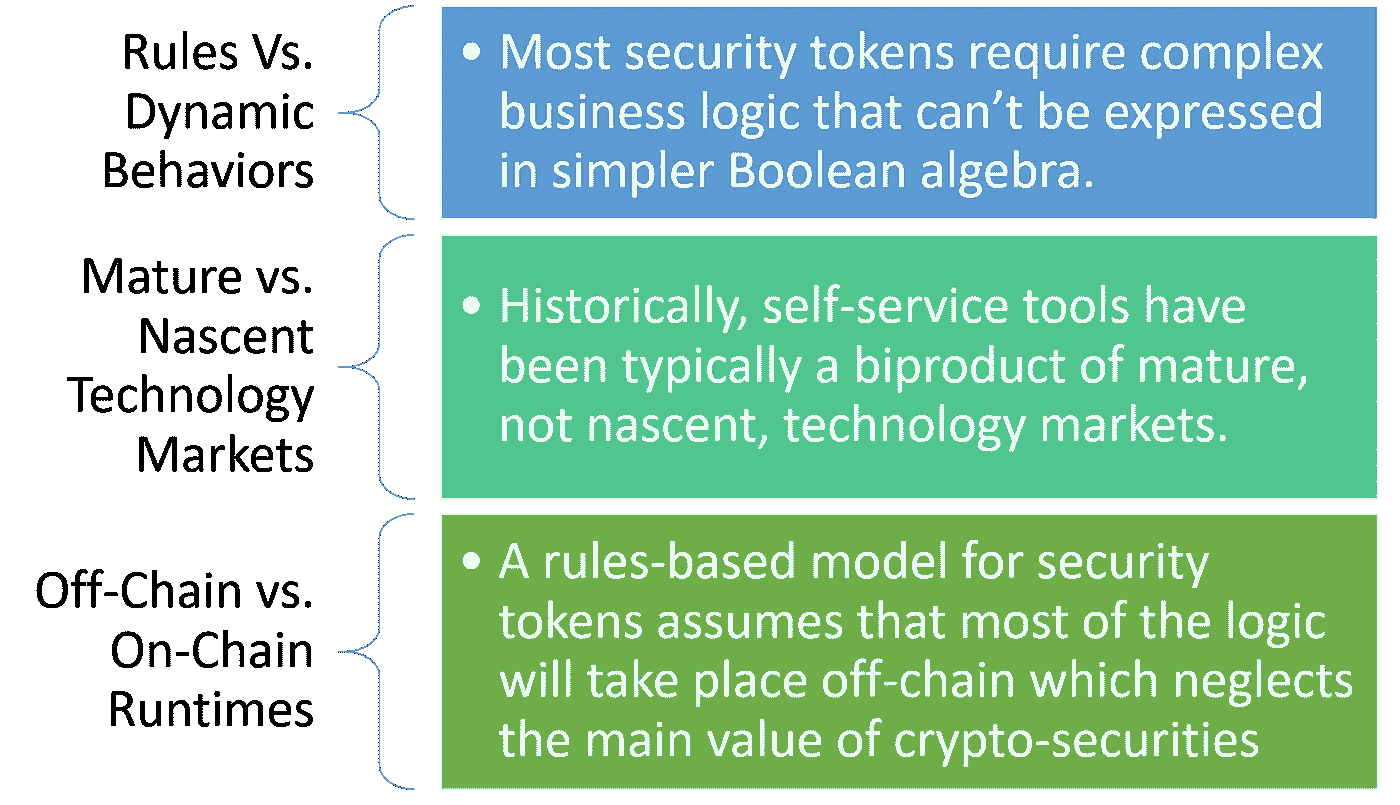 Rules Vs.
Dynamic
Behaviors
• Most security tokens require complex
business logic that can’t be expressed
in simpler Boolean algebra.
Mature vs.
Nascent
Technology
Markets
• Historically, self-service tools have
been typically a biproduct of mature,
not nascent, technology markets.
Off-Chain vs.
On-Chain
Runtimes
• A rules-based model for security
tokens assumes that most of the logic
will take place off-chain which neglects
the main value of crypto-securities